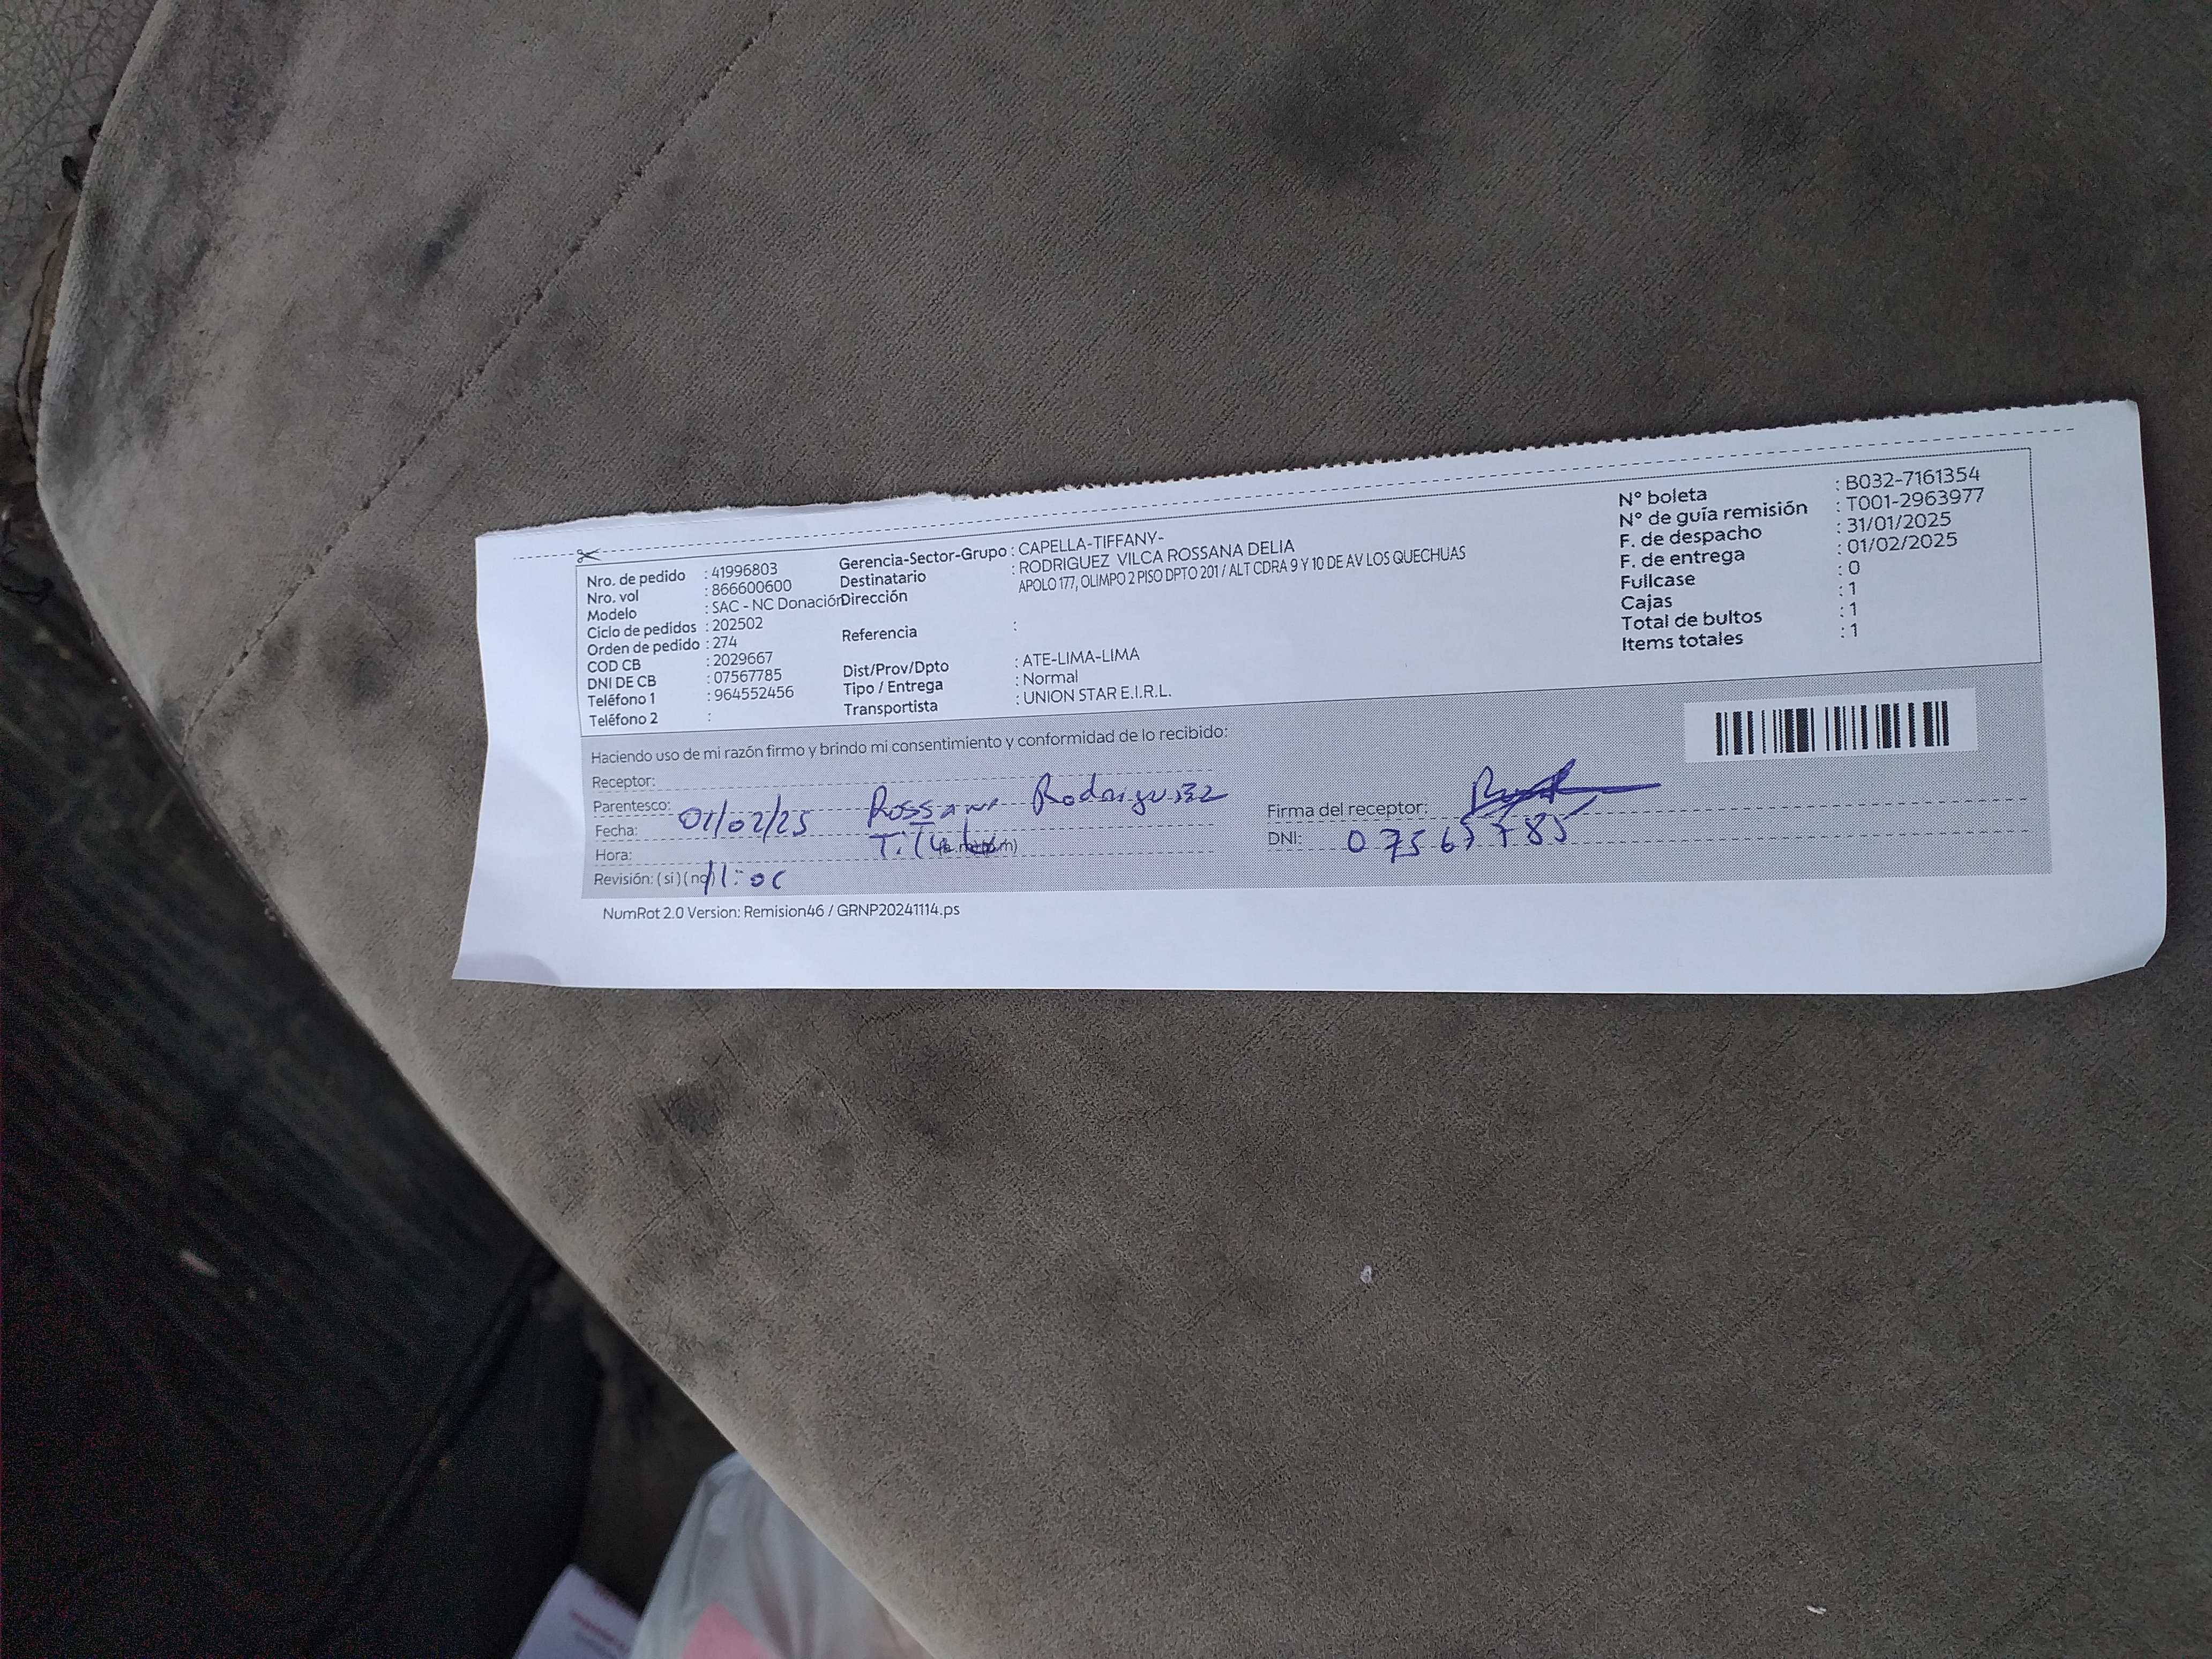 Nro. de pedido : 41996803
Nro. vol : 866600600
Modelo : SAC - NC Donación
Ciclo de pedidos : 202502
Orden de pedido : 274
COD CB : 2029667
DNI DE CB : 07567785
Teléfono 1 : 964552456
Teléfono 2 :
Gerencia-Sector-Grupo : CAPELLA-TIFFANY-
Destinatario : RODRIGUEZ VILCA ROSSANA DELIA
Dirección APOLO 177, OLIMPO 2 PISO DPTO 201 / ALT CDRA 9 Y 10 DE AV LOS QUECHUAS
Referencia :
Dist/Prov/Dpto : ATE-LIMA-LIMA
Tipo / Entrega : Normal
Transportista : UNION STAR E.I.R.L.
N° boleta : B032-7161354
N° de guía remisión : T001-2963977
F. de despacho : 31/01/2025
F. de entrega : 01/02/2025
Fullcase : 0
Cajas : 1
Total de bultos : 1
Items totales : 1
Haciendo uso de mi razón firmo y brindo mi consentimiento y conformidad de lo recibido:
Receptor:
Parentesco: Rossana Rodriguez
Fecha: 01/02/25
Hora:
Revisión: (si) (no) 11:00
Firma del receptor:
DNI: 07567785
NumRot 2.0 Version: Remision46 / GRNP20241114.ps